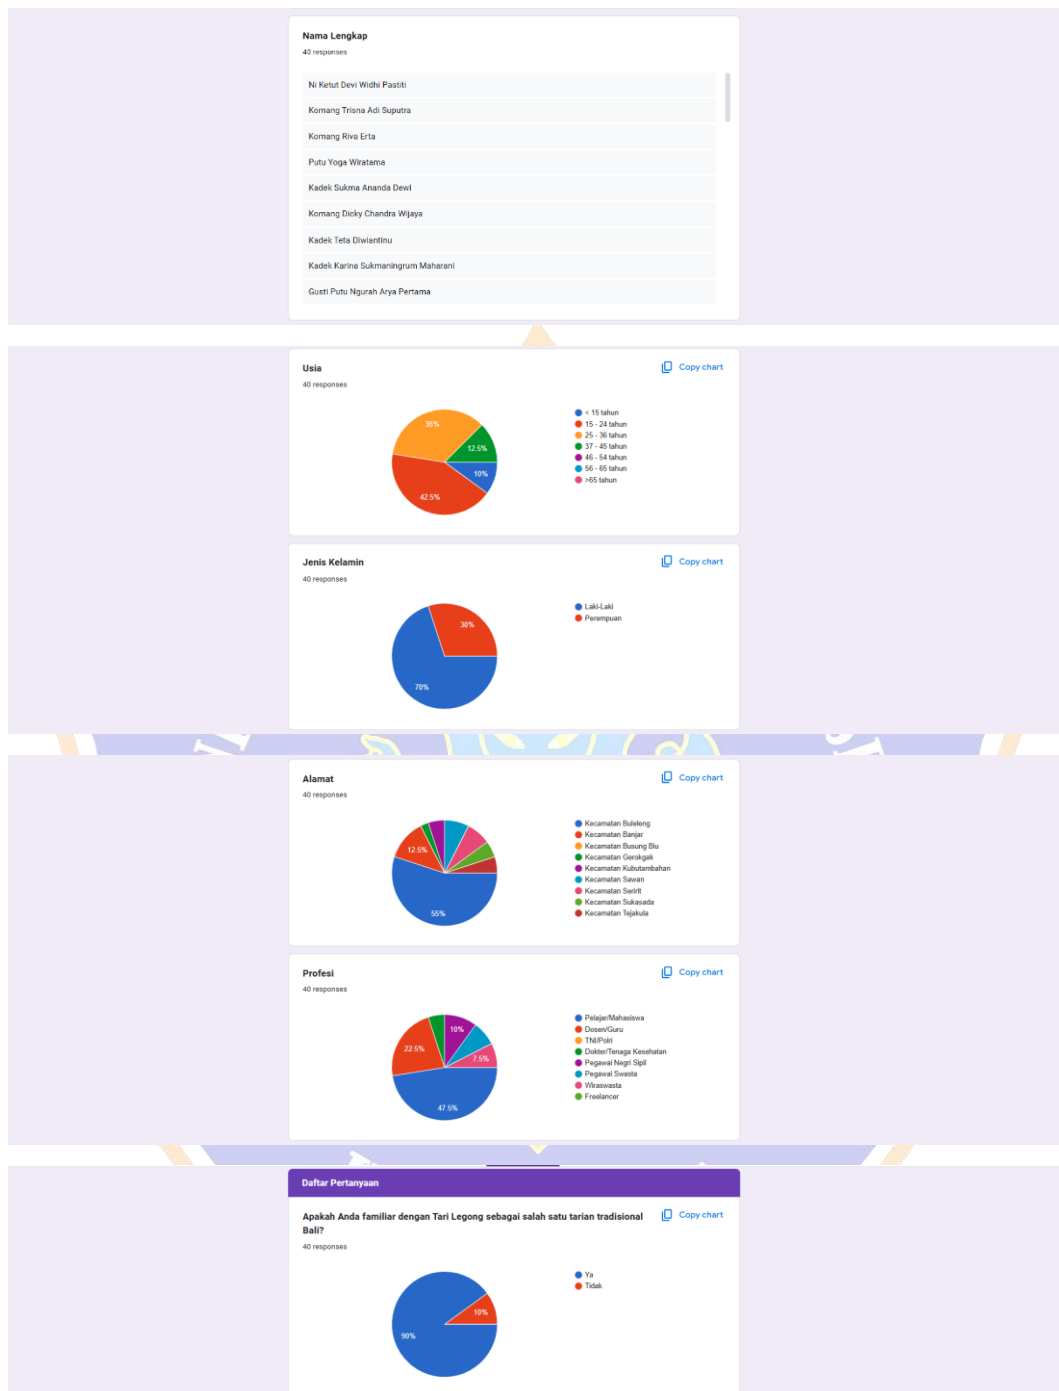 Nama Lengkap
40 responses
Ni Ketut Devi Widhi Pastiti
Komang Trisna Adi Suputra
Komang Riva Erta
Putu Yoga Wiratama
Kadek Sukma Ananda Dewi
Komang Dicky Chandra Wijaya
Kadek Teta Diwiantinu
Kadek Karina Sukmaningrum Maharani
Gusti Putu Ngurah Arya Pertama
Usia
Copy chart
40 responses
35%
12.5%
10%
42.5%
< 15 tahun
15 - 24 tahun
25 - 36 tahun
37 - 45 tahun
46 - 54 tahun
56 - 65 tahun
>65 tahun
Jenis Kelamin
Copy chart
40 responses
30%
70%
Laki-Laki
Perempuan
Alamat
Copy chart
40 responses
12.5%
55%
Kecamatan Buleleng
Kecamatan Banjar
Kecamatan Busung Biu
Kecamatan Gerokgak
Kecamatan Kubutambahan
Kecamatan Sawan
Kecamatan Seririt
Kecamatan Sukasada
Kecamatan Tejakula
Profesi
Copy chart
40 responses
10%
22.5%
7.5%
47.5%
Pelajar/Mahasiswa
Dosen/Guru
TNI/Polri
Dokter/Tenaga Kesehatan
Pegawai Negri Sipil
Pegawai Swasta
Wiraswasta
Freelancer
Daftar Pertanyaan
Apakah Anda familiar dengan Tari Legong sebagai salah satu tarian tradisional
Bali?
Copy chart
40 responses
10%
90%
Ya
Tidak